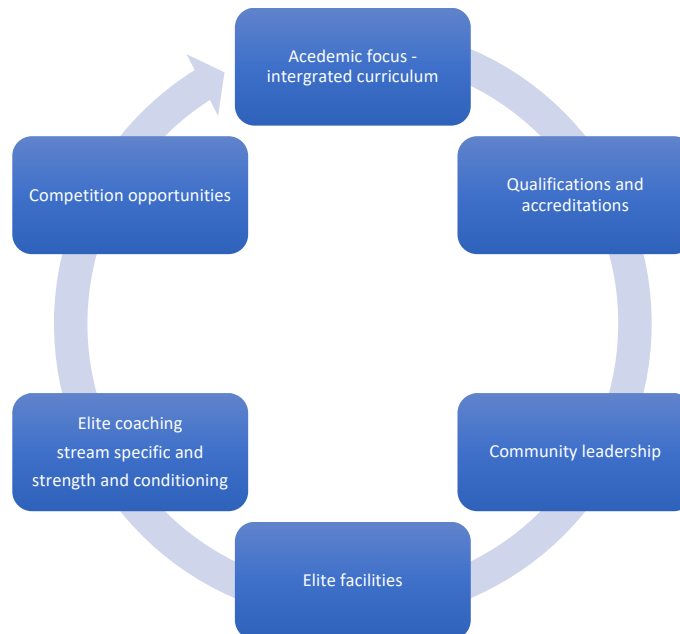 Acedemic focus -
intergrated curriculum
Qualifications and
accreditations
Community leadership
Elite facilities
Elite coaching
stream specific and
strength and conditioning
Competition opportunities